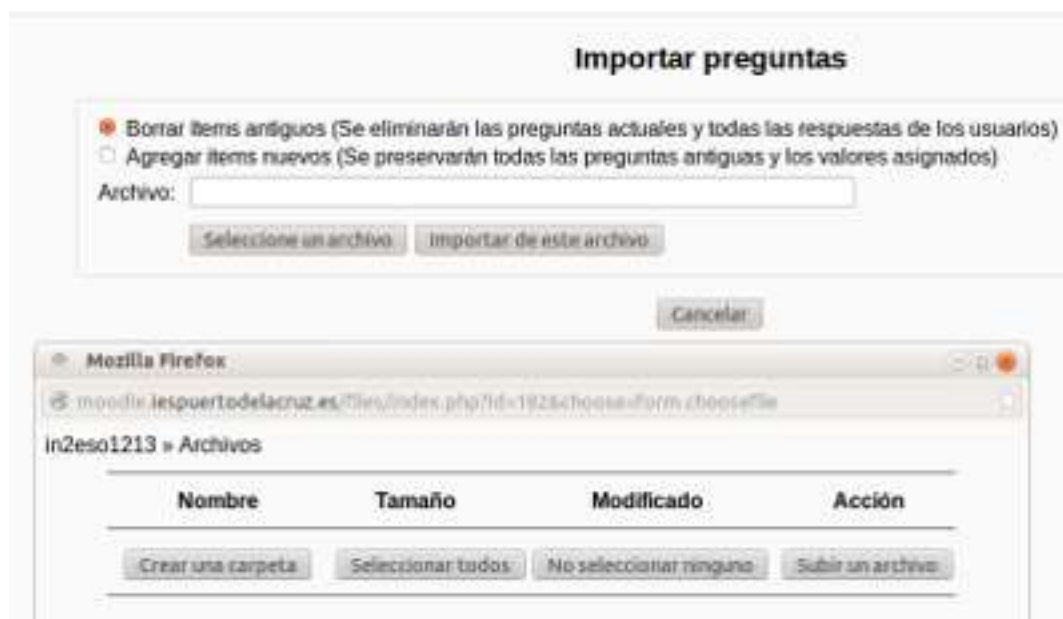 Importar preguntas
Borrar ítems antiguos (Se eliminarán las preguntas actuales y todas las respuestas de los usuarios)
Agregar ítems nuevos (Se preservarán todas las preguntas antiguas y los valores asignados)
Archivo:
Seleccione un archivo Importar de este archivo
Cancelar
Mozilla Firefox
moodle.iespuertodelacruz.es/files/index.php?id=192&choose=form.choosefile
in2eso1213 » Archivos
Nombre Tamaño Modificado Acción
Crear una carpeta Seleccionar todos No seleccionar ninguno Subir un archivo